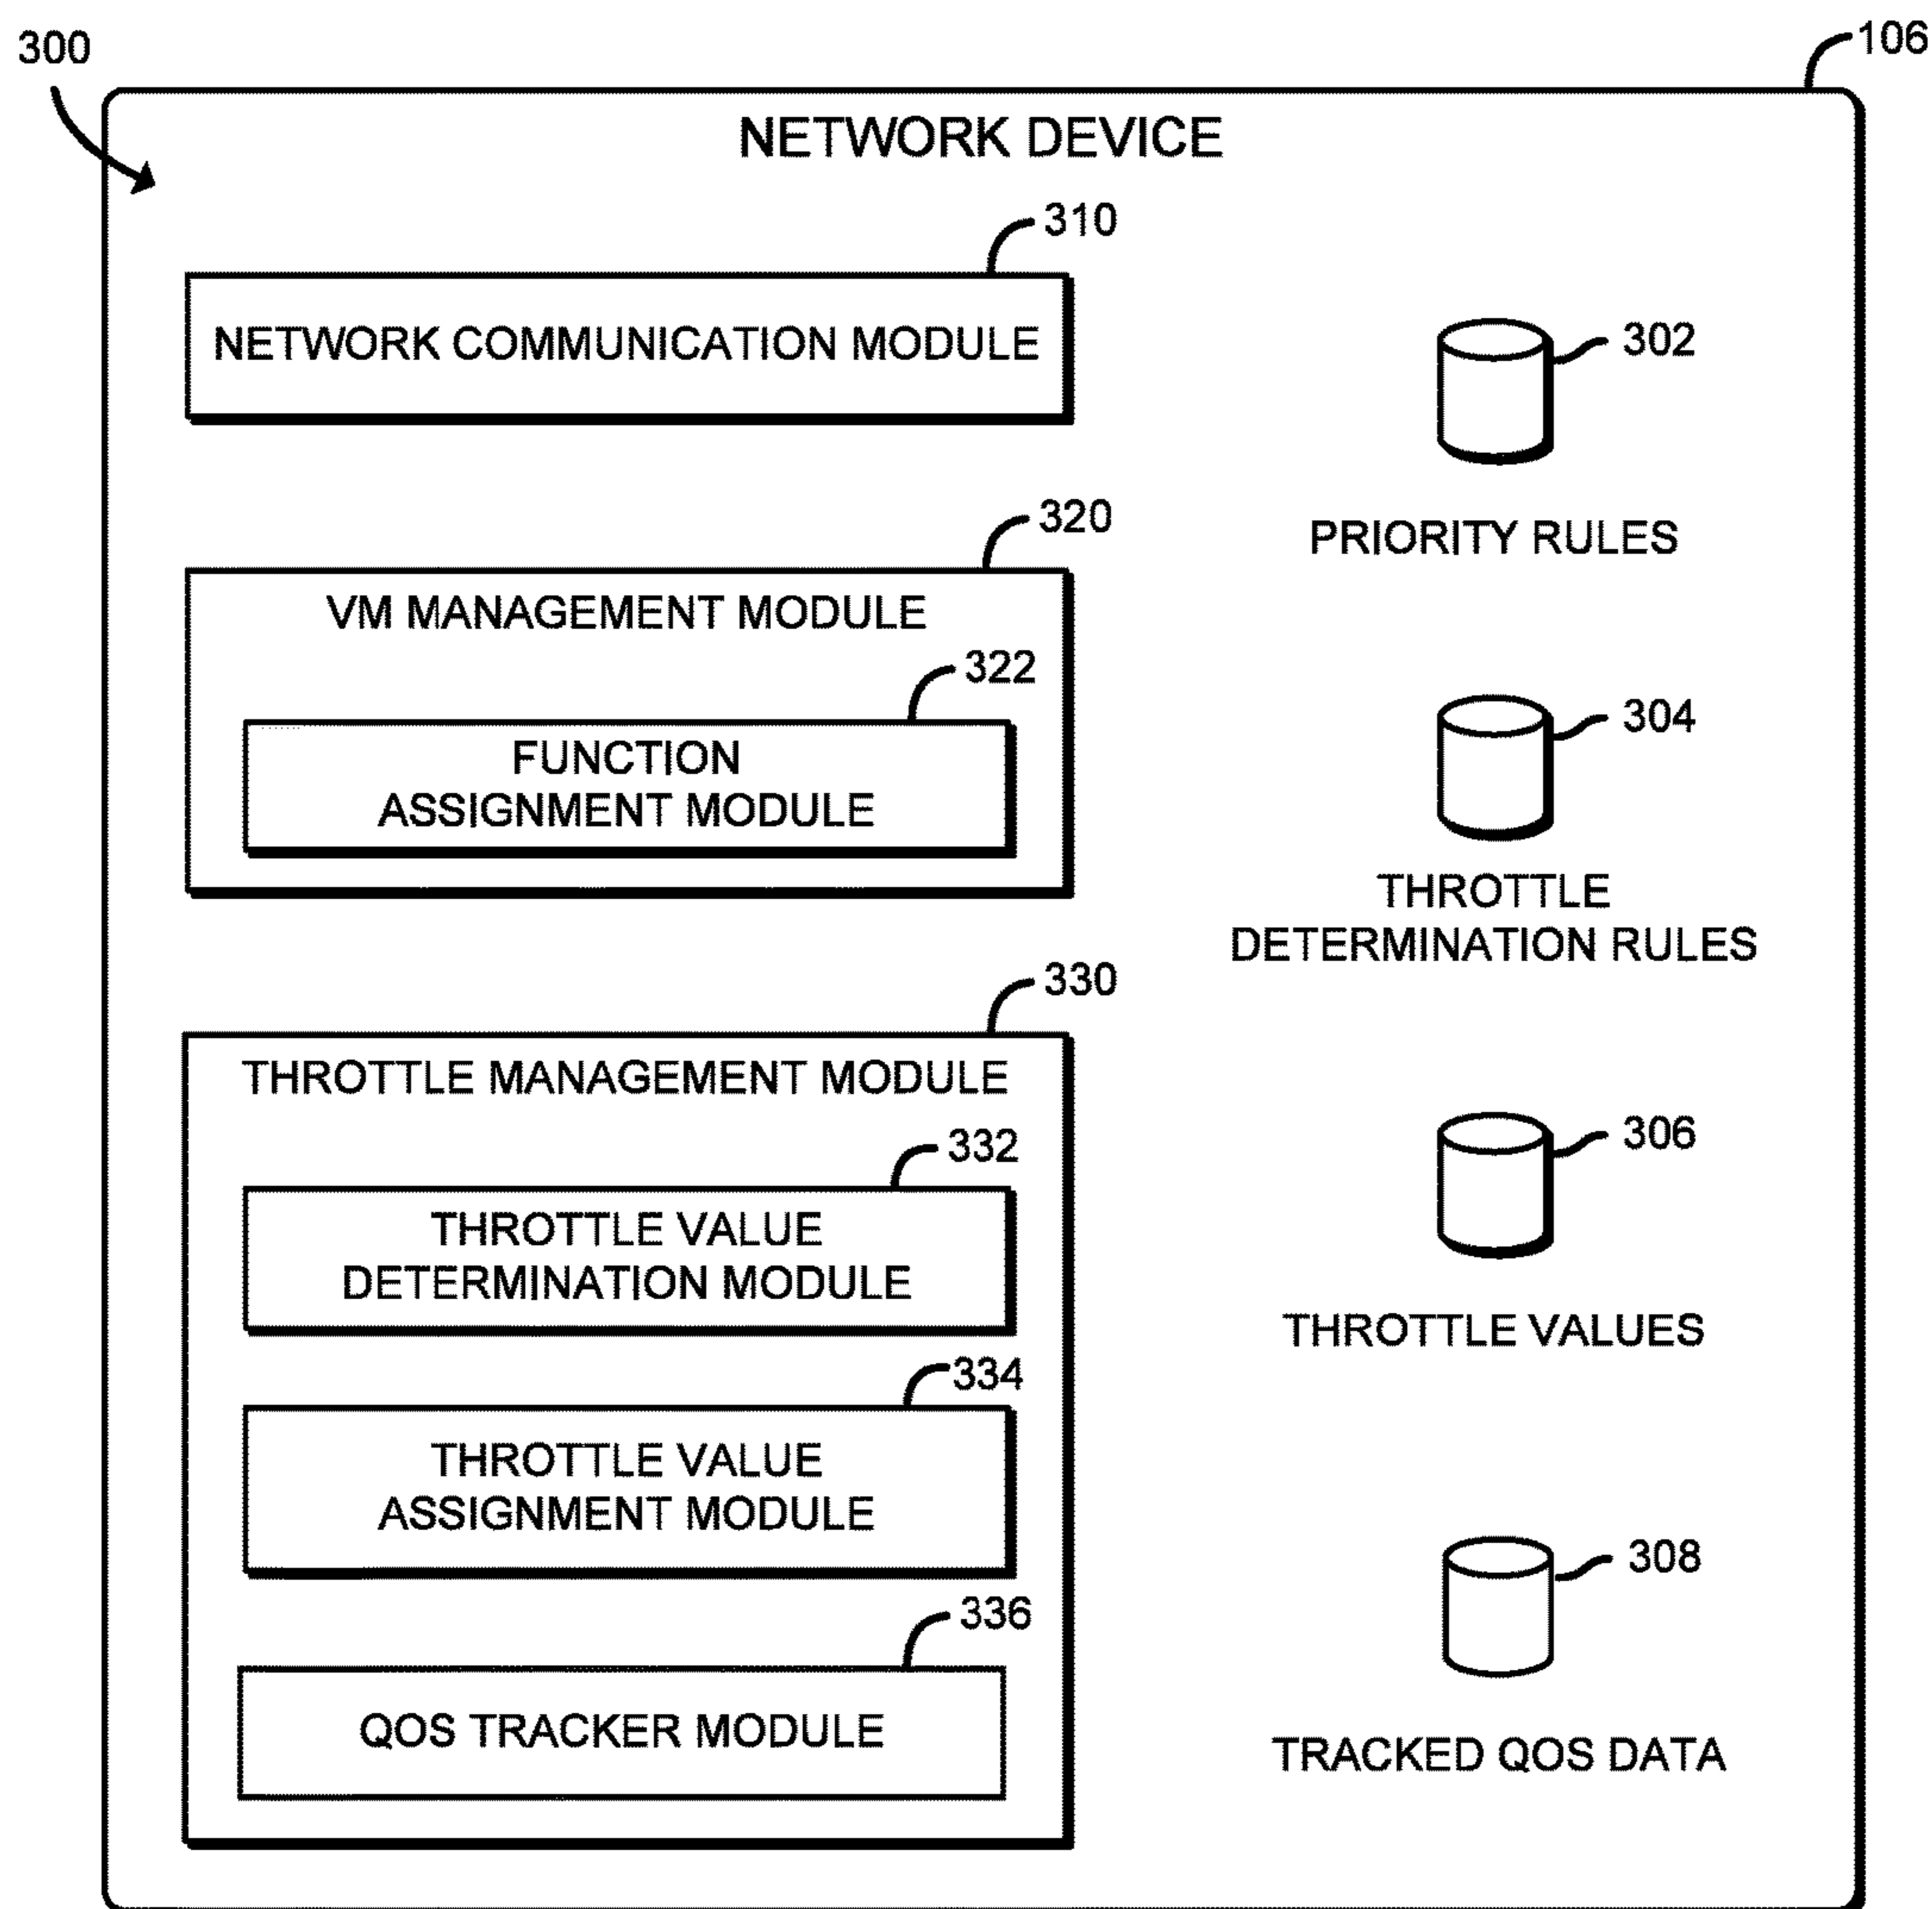 300
106
NETWORK DEVICE
310
NETWORK COMMUNICATION MODULE
302
PRIORITY RULES
320
VM MANAGEMENT MODULE
322
FUNCTION
ASSIGNMENT MODULE
304
THROTTLE
DETERMINATION RULES
330
THROTTLE MANAGEMENT MODULE
332
THROTTLE VALUE
DETERMINATION MODULE
306
THROTTLE VALUES
334
THROTTLE VALUE
ASSIGNMENT MODULE
336
QOS TRACKER MODULE
308
TRACKED QOS DATA